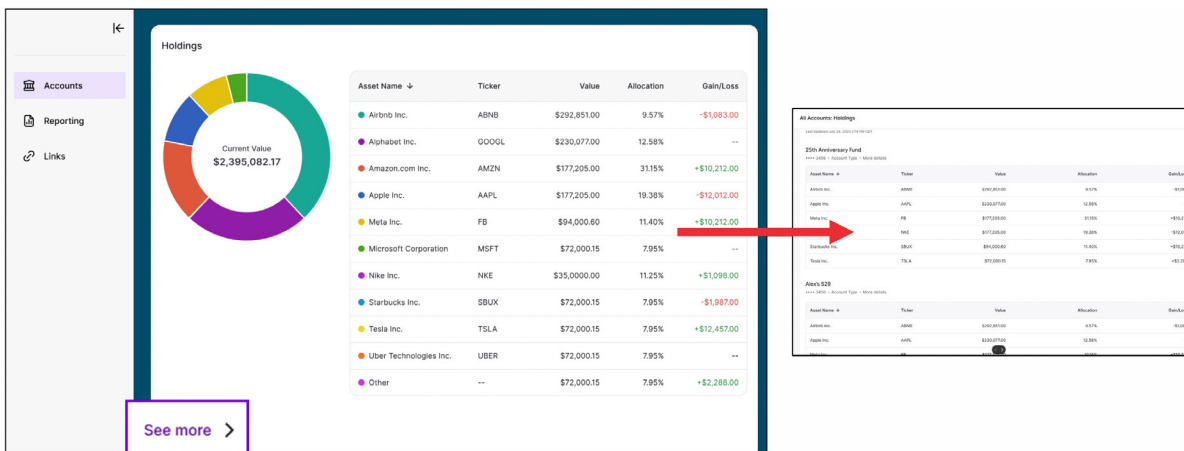 Holdings
Accounts
Reporting
Links
Current Value
$2,395,082.17
Asset Name ↓ Ticker Value Allocation Gain/Loss
Airbnb Inc. ABNB $292,851.00 9.57% -$1,083.00
Alphabet Inc. GOOGL $230,077.00 12.58% --
Amazon.com Inc. AMZN $177,205.00 31.15% +$10,212.00
Apple Inc. AAPL $177,205.00 19.38% -$12,012.00
Meta Inc. FB $94,000.60 11.40% +$10,212.00
Microsoft Corporation MSFT $72,000.15 7.95% --
Nike Inc. NKE $35,0000.00 11.25% +$1,098.00
Starbucks Inc. SBUX $72,000.15 7.95% -$1,987.00
Tesla Inc. TSLA $72,000.15 7.95% +$12,457.00
Uber Technologies Inc. UBER $72,000.15 7.95% --
Other -- $72,000.15 7.95% +$2,288.00
See more >
All Accounts: Holdings
25th Anniversary Fund
•••• 3456 • Account Type • More details
Asset Name ↓ Ticker Value Allocation
Airbnb Inc. ABNB $292,851.00 9.57%
Apple Inc. AAPL $230,077.00 12.58%
Meta Inc. FB $177,205.00 31.15%
NKE $177,205.00 19.38%
Starbucks Inc. SBUX $94,000.60 11.40%
Tesla Inc. TSLA $72,000.15 7.95%
Alex's 529
•••• 3456 • Account Type • More details
Asset Name ↓ Ticker Value Allocation
Airbnb Inc. ABNB $292,851.00 9.57%
Apple Inc. AAPL $230,077.00 12.58%